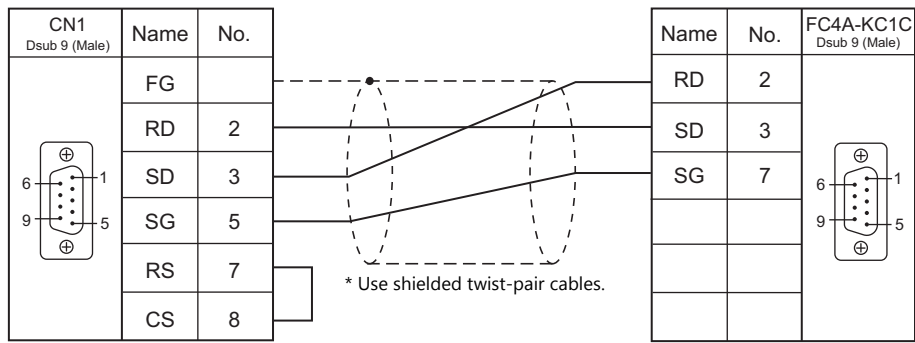 CN1
Dsub 9 (Male)
Name No.
FG
RD 2
SD 3
SG 5
RS 7
CS 8
6 1
9 5
* Use shielded twist-pair cables.
Name No.
RD 2
SD 3
SG 7
FC4A-KC1C
Dsub 9 (Male)
6 1
9 5